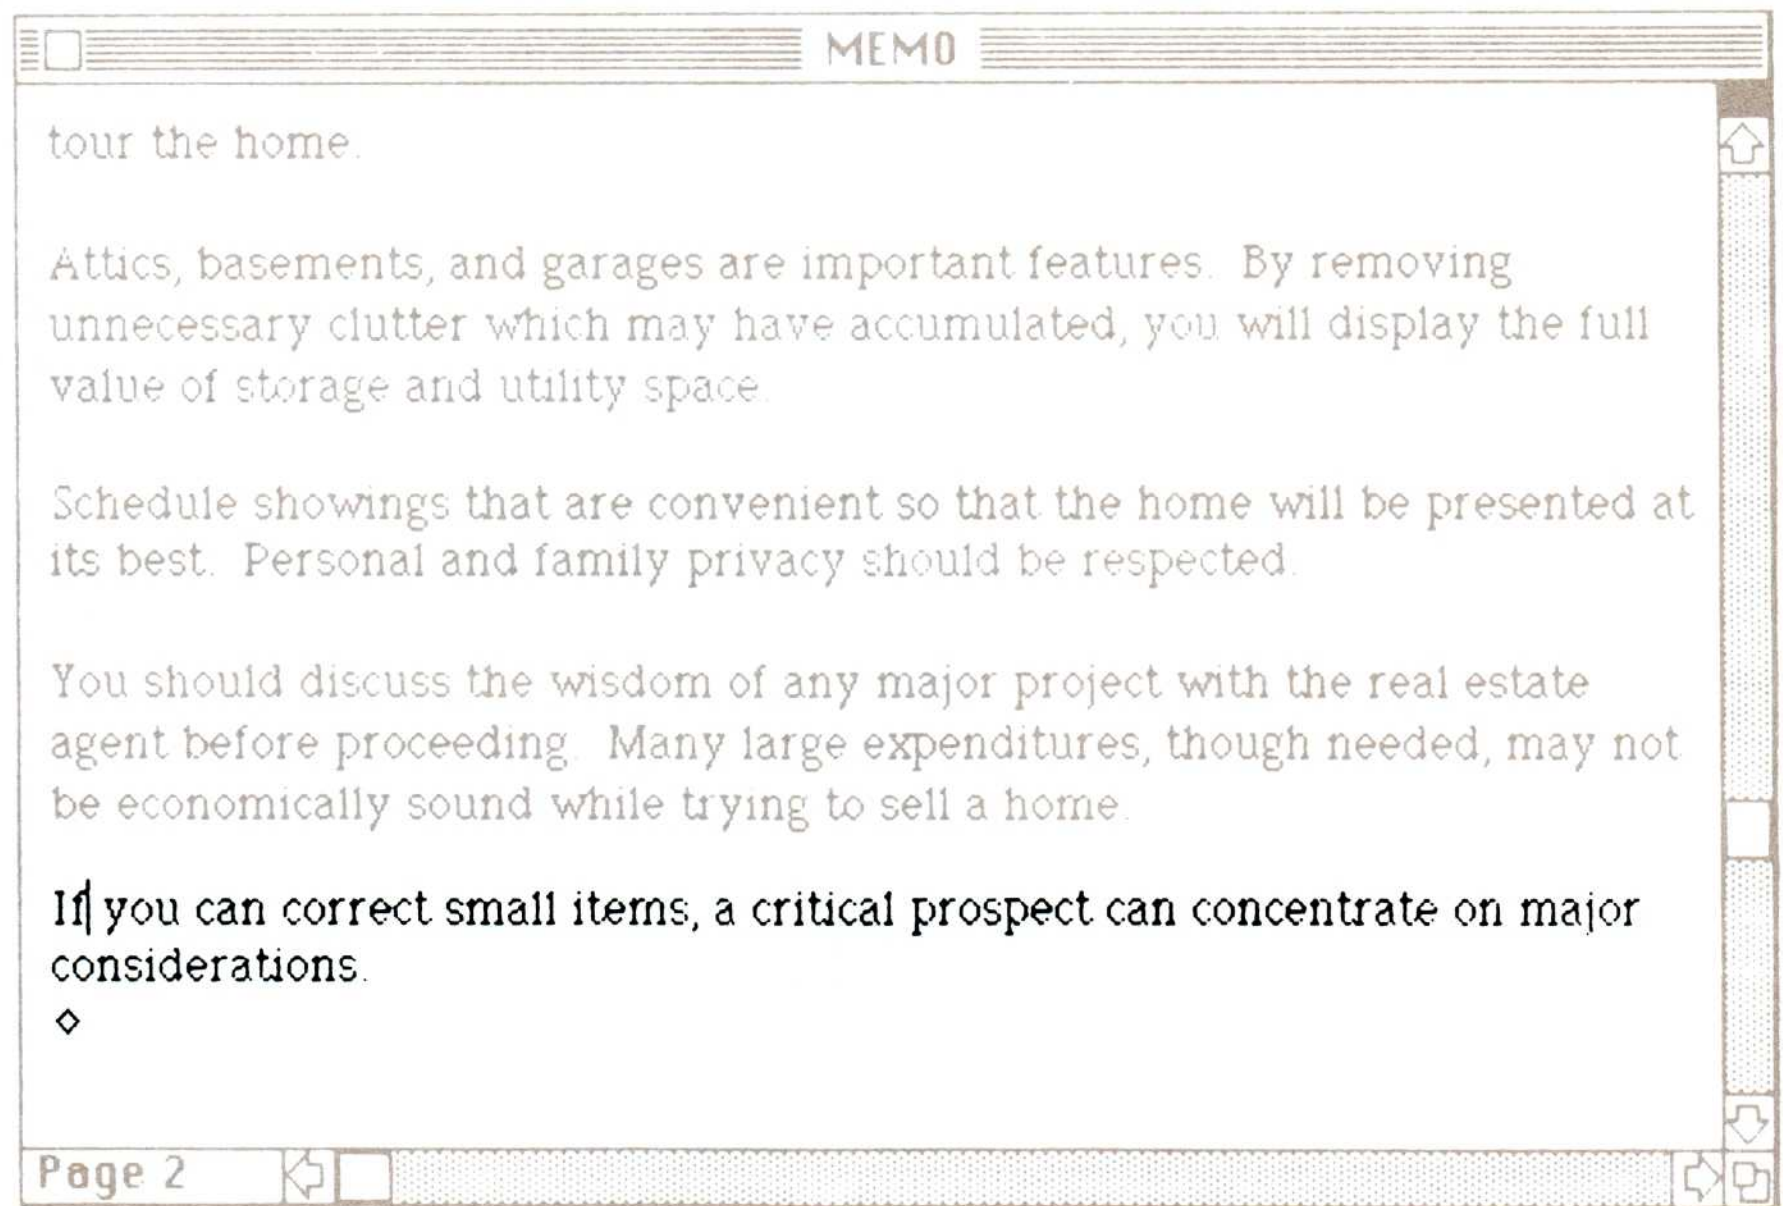 MEMO
tour the home.
Attics, basements, and garages are important features. By removing
unnecessary clutter which may have accumulated, you will display the full
value of storage and utility space.
Schedule showings that are convenient so that the home will be presented at
its best. Personal and family privacy should be respected.
You should discuss the wisdom of any major project with the real estate
agent before proceeding. Many large expenditures, though needed, may not
be economically sound while trying to sell a home.
If you can correct small items, a critical prospect can concentrate on major
considerations.
Page 2